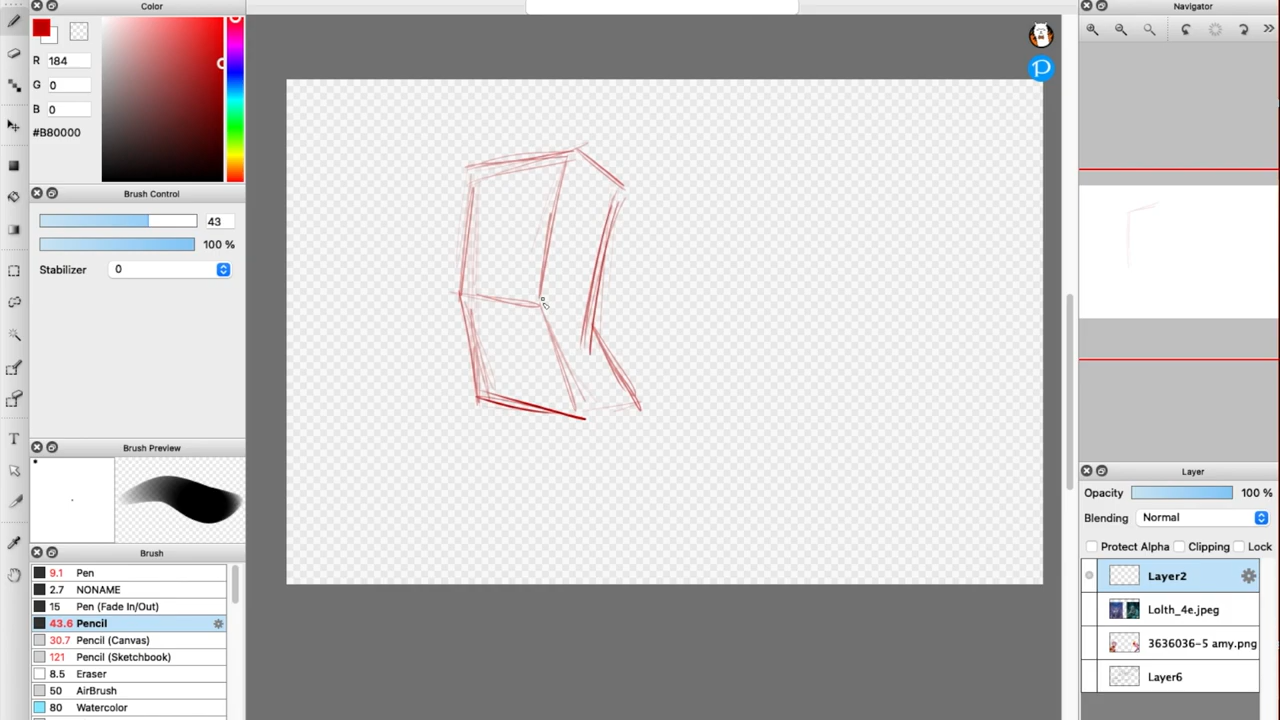 Color
R 184
G 0
B 0
#B80000
Brush Control
43
100 %
Stabilizer 0
Brush Preview
Brush
9.1 Pen
2.7 NONAME
15 Pen (Fade In/Out)
43.6 Pencil
30.7 Pencil (Canvas)
121 Pencil (Sketchbook)
8.5 Eraser
50 AirBrush
80 Watercolor
T
P
Navigator
Layer
Opacity 100 %
Blending Normal
Protect Alpha Clipping Lock
Layer2
Lolth_4e.jpeg
3636036-5 amy.png
Layer6